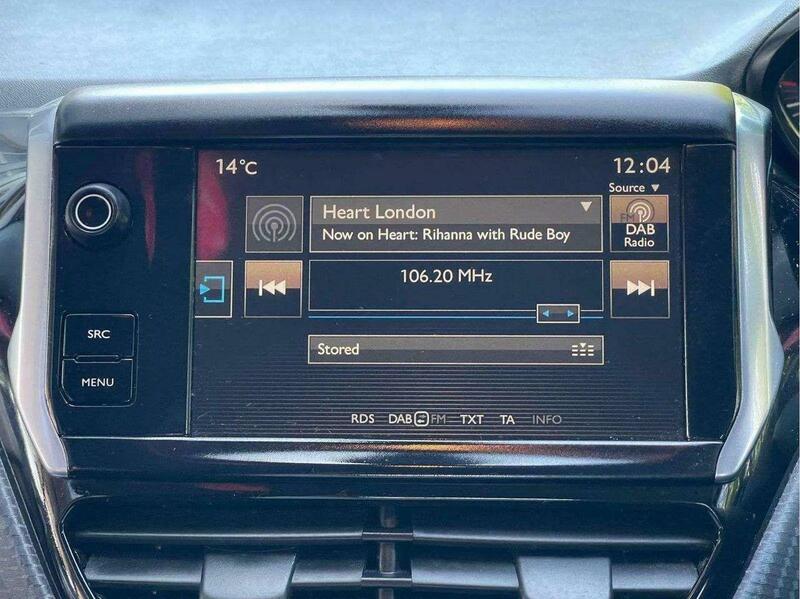 14°C
12:04
Source ▼
Heart London
Now on Heart: Rihanna with Rude Boy
FM
DAB
Radio
106.20 MHz
SRC
Stored
MENU
RDS DAB FM TXT TA INFO